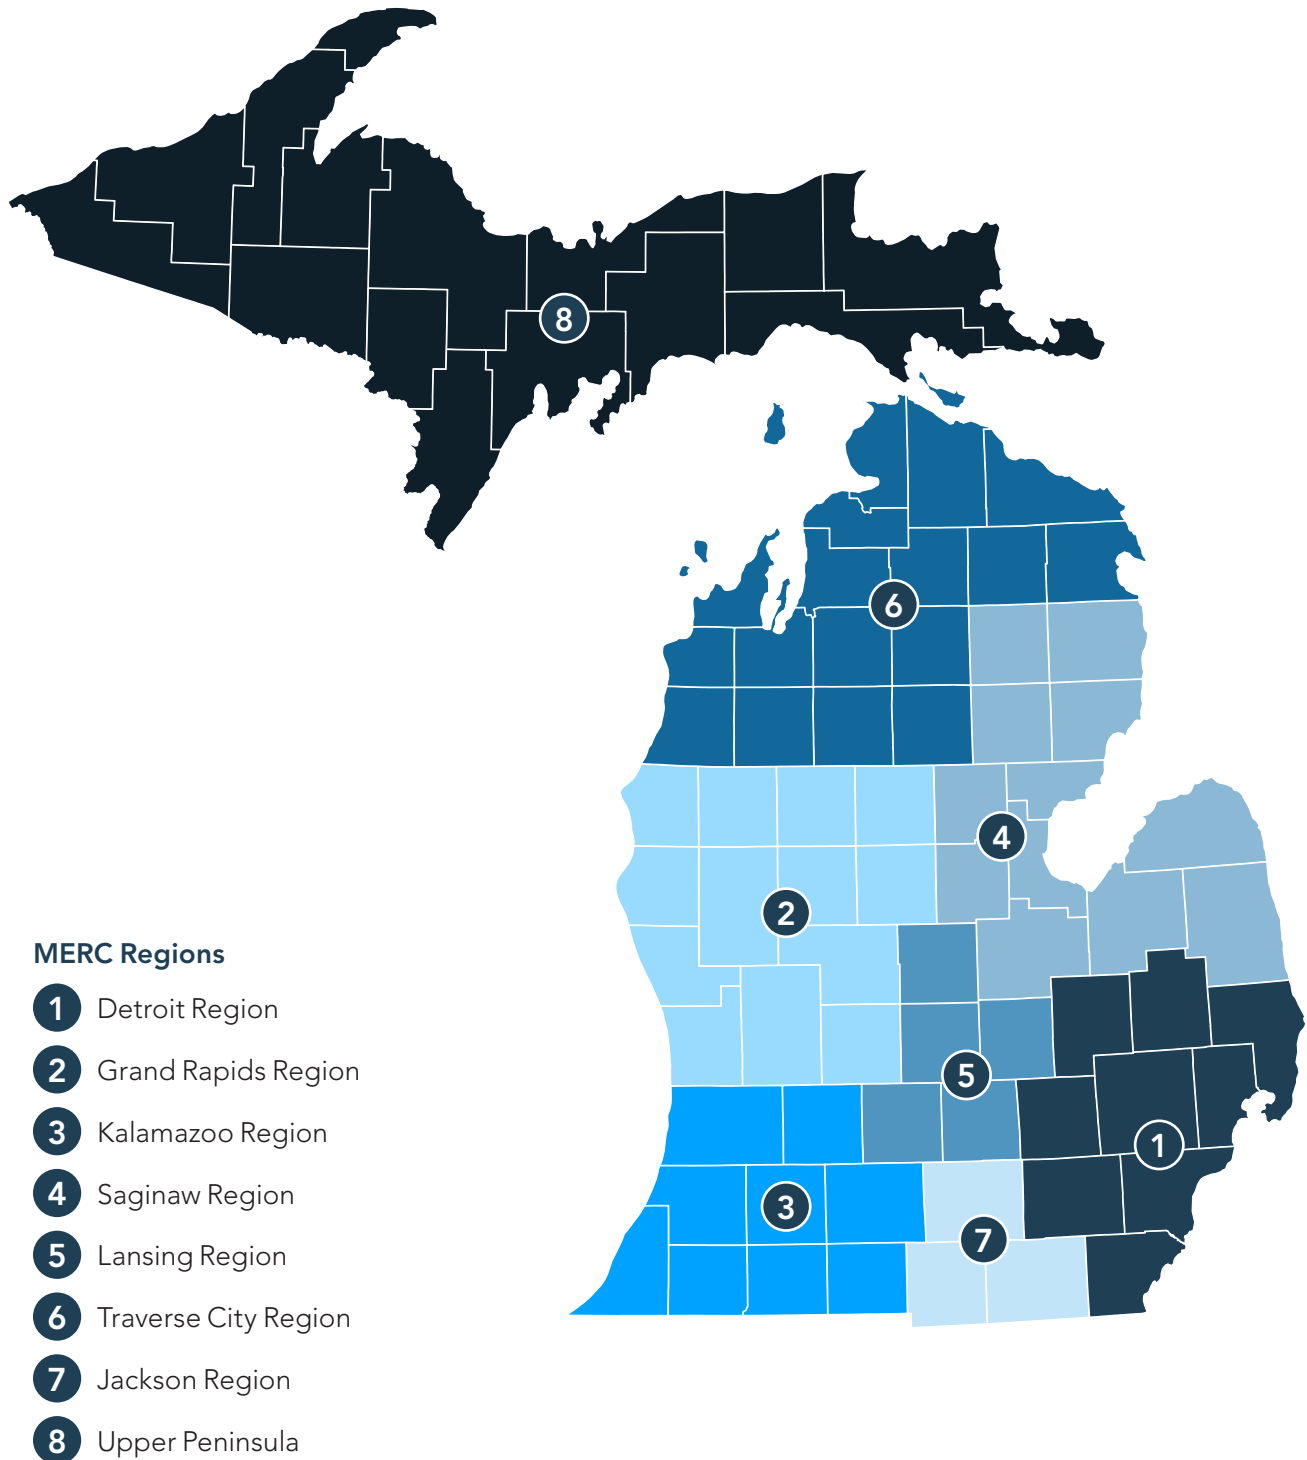 8
6
4
2
5
1
3
7
MERC Regions
1 Detroit Region
2 Grand Rapids Region
3 Kalamazoo Region
4 Saginaw Region
5 Lansing Region
6 Traverse City Region
7 Jackson Region
8 Upper Peninsula